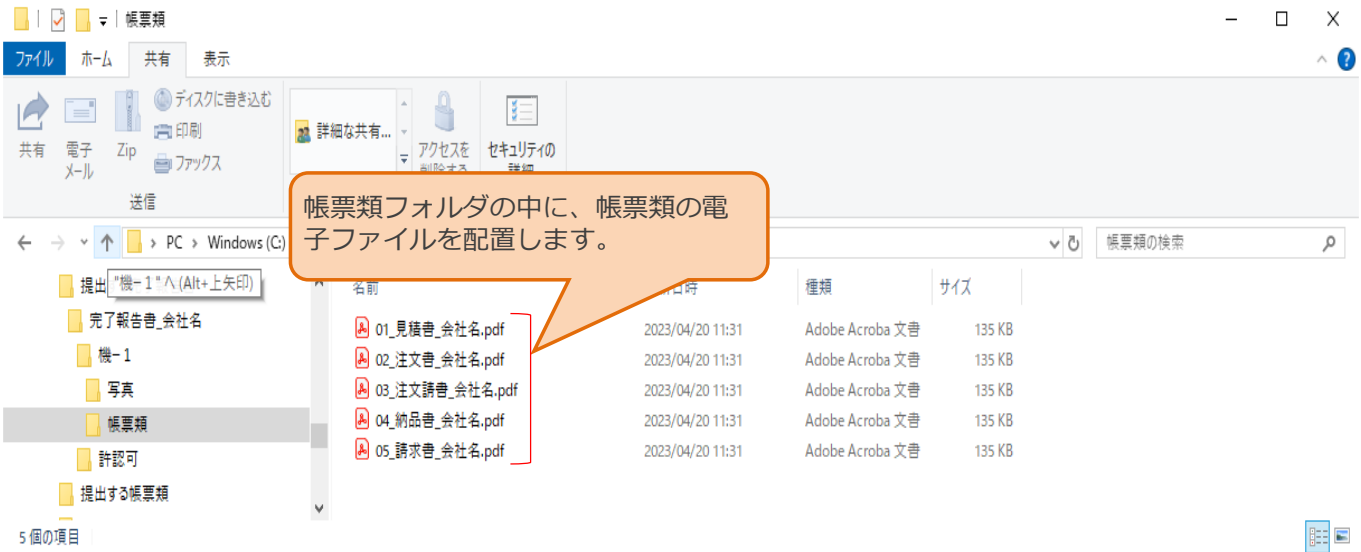 帳票類
ファイル ホーム 共有 表示
共有
電子メール
Zip
ディスクに書き込む
印刷
ファックス
送信
詳細な共有...
アクセスを
セキュリティの
帳票類フォルダの中に、帳票類の電
子ファイルを配置します。
PC Windows (C:)
帳票類の検索
提出
"機－1" へ (Alt+上矢印)
完了報告書_会社名
機－1
写真
帳票類
許認可
提出する帳票類
名前 種類 サイズ
01_見積書_会社名.pdf 2023/04/20 11:31 Adobe Acroba 文書 135 KB
02_注文書_会社名.pdf 2023/04/20 11:31 Adobe Acroba 文書 135 KB
03_注文請書_会社名.pdf 2023/04/20 11:31 Adobe Acroba 文書 135 KB
04_納品書_会社名.pdf 2023/04/20 11:31 Adobe Acroba 文書 135 KB
05_請求書_会社名.pdf 2023/04/20 11:31 Adobe Acroba 文書 135 KB
5 個の項目